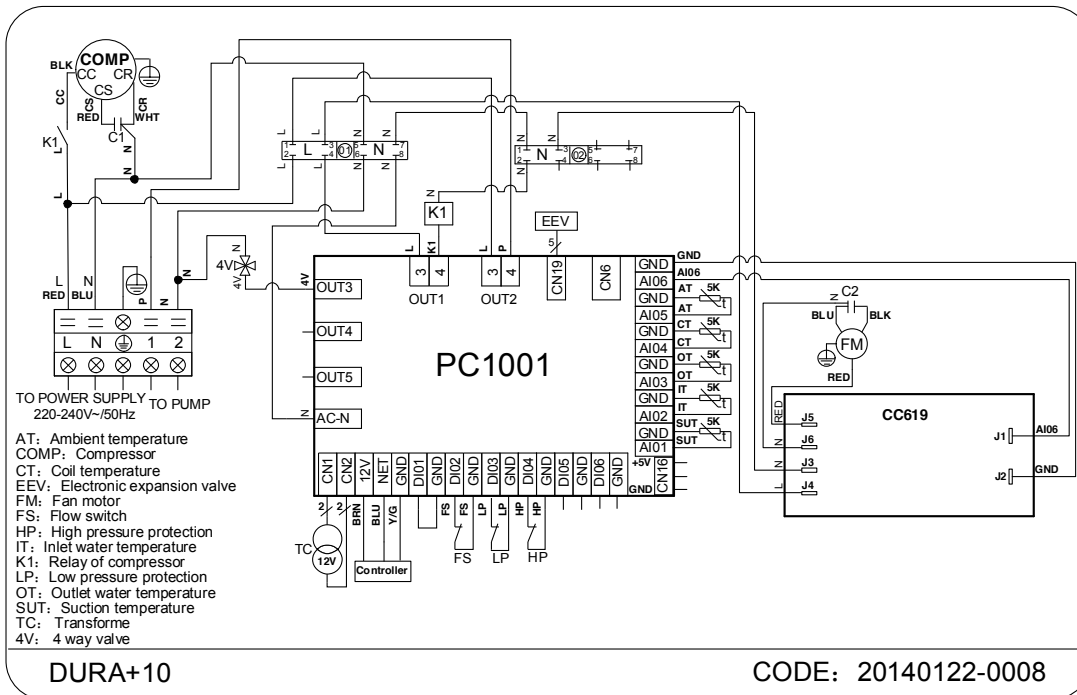 COMP
CC
CR
CS
BLK
CC
CS
RED
CR
WHT
C1
K1
L
N
N
L
N
L
L
N
N
N
N
1 2 L 3 4 01 5 6 N 7 8
1 2 N 3 4 02 5 6 7 8
L
L
N
N
L
N
N
4V
4V
P
N
L
RED
N
BLU
L N 1 2
TO POWER SUPPLY
220-240V~/50Hz
TO PUMP
K1
EEV
5
L
K1
L
P
3 4
3 4
CN19
CN6
OUT1
OUT2
4V
OUT3
OUT4
OUT5
N
AC-N
PC1001
GND
GND
AI06
AI06
GND
AT
5K
t
AI05
AT
GND
CT
5K
t
AI04
CT
GND
OT
5K
t
AI03
OT
GND
IT
5K
t
AI02
IT
GND
SUT
5K
t
AI01
SUT
+5V
CN16
GND
CN1 CN2 12V NET GND DI01 GND DI02 GND DI03 GND DI04 GND DI05 GND DI06 GND
2
2
BRN
BLU
Y/G
FS
FS
LP
LP
HP
HP
TC
12V
Controller
FS
LP
HP
C2
N
BLU
BLK
FM
RED
RED
N
N
L
CC619
J5
J6
J3
J4
J1
AI06
J2
GND
AT: Ambient temperature
COMP: Compressor
CT: Coil temperature
EEV: Electronic expansion valve
FM: Fan motor
FS: Flow switch
HP: High pressure protection
IT: Inlet water temperature
K1: Relay of compressor
LP: Low pressure protection
OT: Outlet water temperature
SUT: Suction temperature
TC: Transforme
4V: 4 way valve
DURA+10
CODE: 20140122-0008